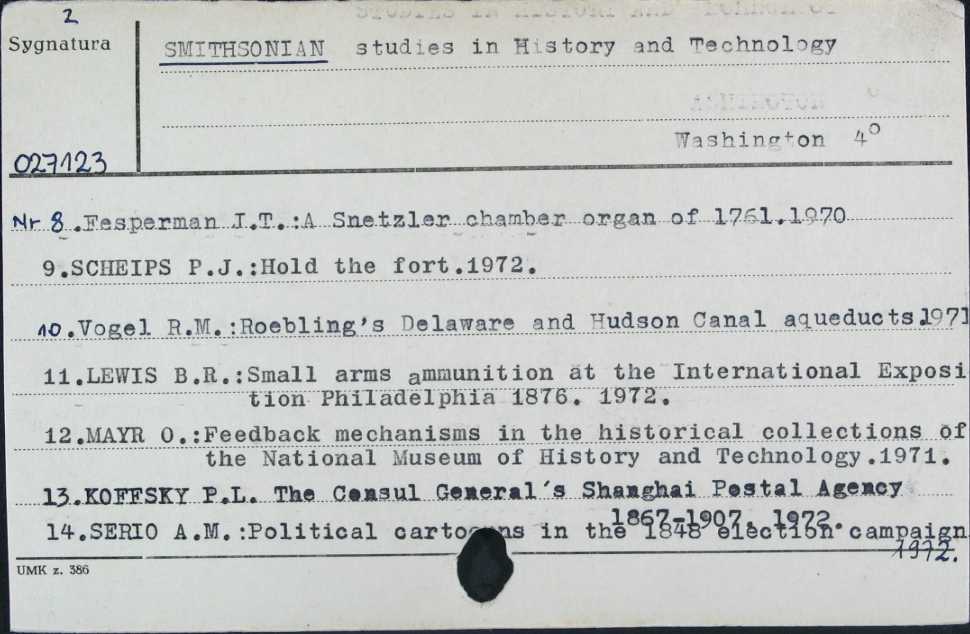 2
Sygnatura
SMITHSONIAN studies in History and Technology
Washington 4°
027123
Nr 8.Fesperman J.T.:A Snetzler chamber organ of 1761.1970
9.SCHEIPS P.J.:Hold the fort.1972.
10.Vogel R.M.:Roebling's Delaware and Hudson Canal aqueducts.1971
11.LEWIS B.R.:Small arms ammunition at the International Exposi
tion Philadelphia 1876. 1972.
12.MAYR O.:Feedback mechanisms in the historical collections of
the National Museum of History and Technology.1971.
13.KOFFSKY P.L. The Consul General's Shanghai Postal Agency
1867-1907. 1972.
14.SERIO A.M.:Political cartoons in the 1848 election campaign
1972.
UMK z. 386